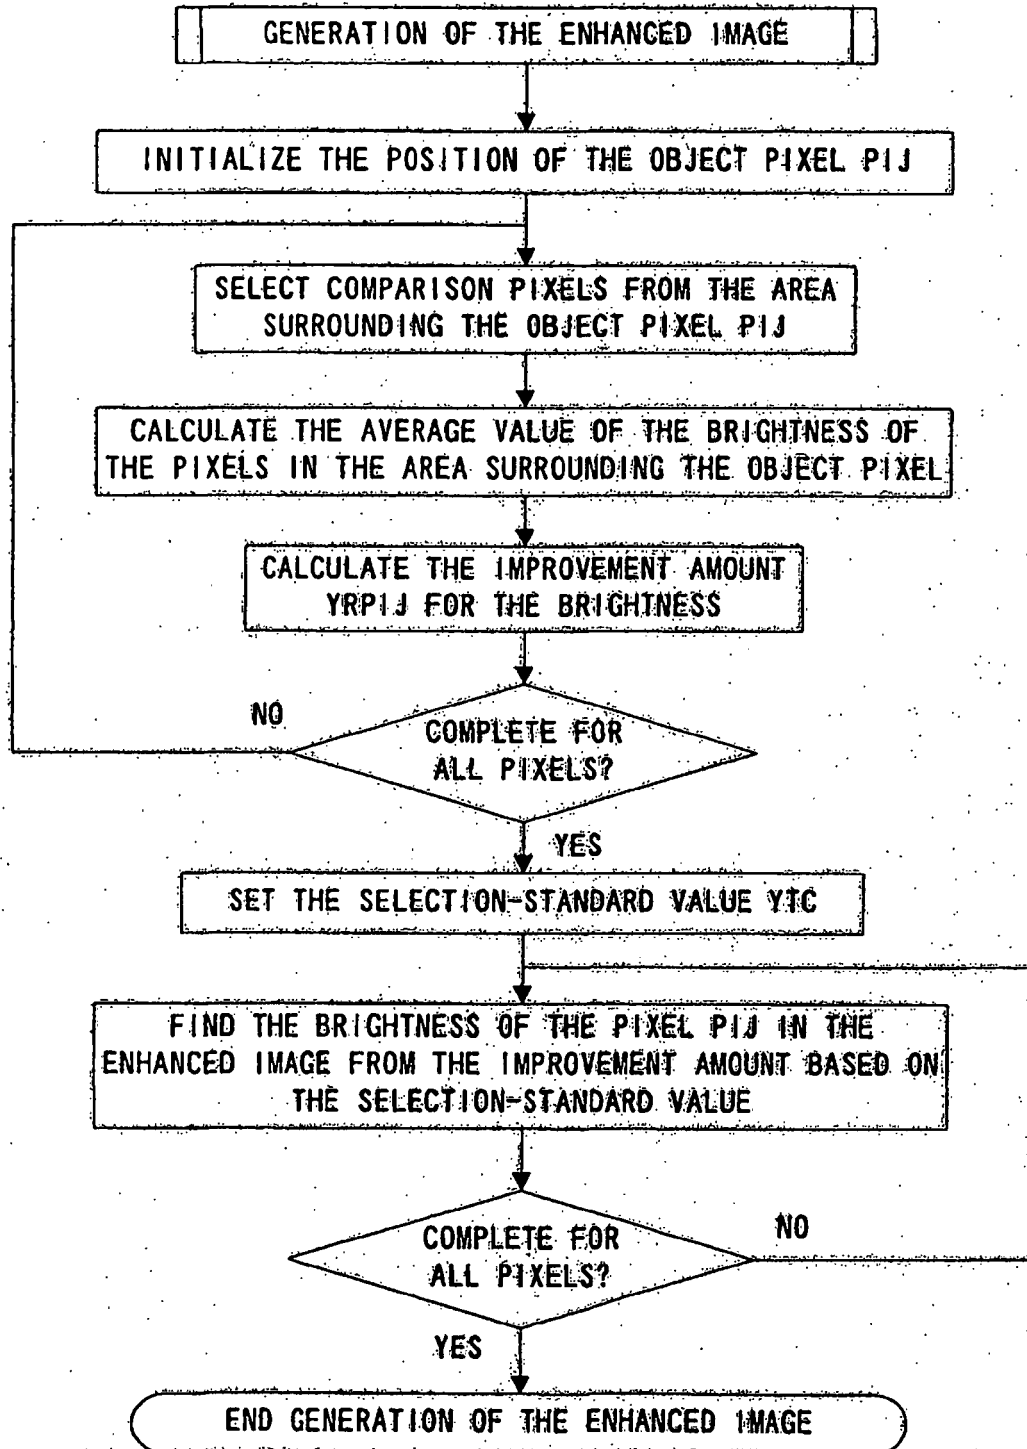 GENERATION OF THE ENHANCED IMAGE
INITIALIZE THE POSITION OF THE OBJECT PIXEL PIJ
SELECT COMPARISON PIXELS FROM THE AREA
SURROUNDING THE OBJECT PIXEL PIJ
CALCULATE THE AVERAGE VALUE OF THE BRIGHTNESS OF
THE PIXELS IN THE AREA SURROUNDING THE OBJECT PIXEL
CALCULATE THE IMPROVEMENT AMOUNT
YRPIJ FOR THE BRIGHTNESS
NO
COMPLETE FOR
ALL PIXELS?
YES
SET THE SELECTION-STANDARD VALUE YTC
FIND THE BRIGHTNESS OF THE PIXEL PIJ IN THE
ENHANCED IMAGE FROM THE IMPROVEMENT AMOUNT BASED ON
THE SELECTION-STANDARD VALUE
COMPLETE FOR
ALL PIXELS?
NO
YES
END GENERATION OF THE ENHANCED IMAGE